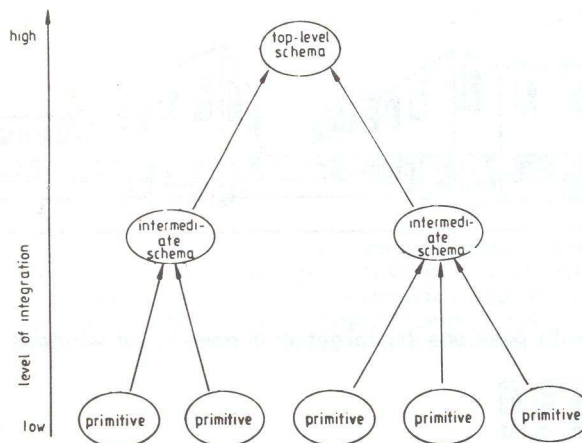 high
top-level
schema
intermedi-
ate
schema
intermedi-
ate
schema
level of integration
low
primitive
primitive
primitive
primitive
primitive